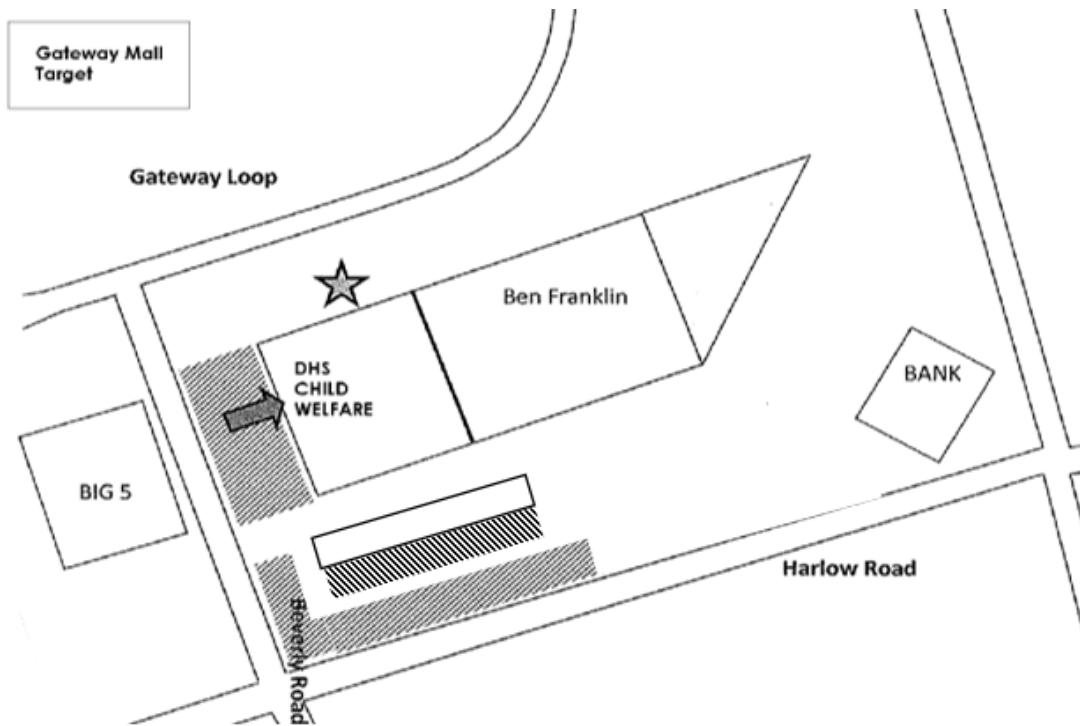 Gateway Mall
Target
Gateway Loop
Ben Franklin
DHS
CHILD
WELFARE
BANK
BIG 5
Harlow Road
Beverly Road